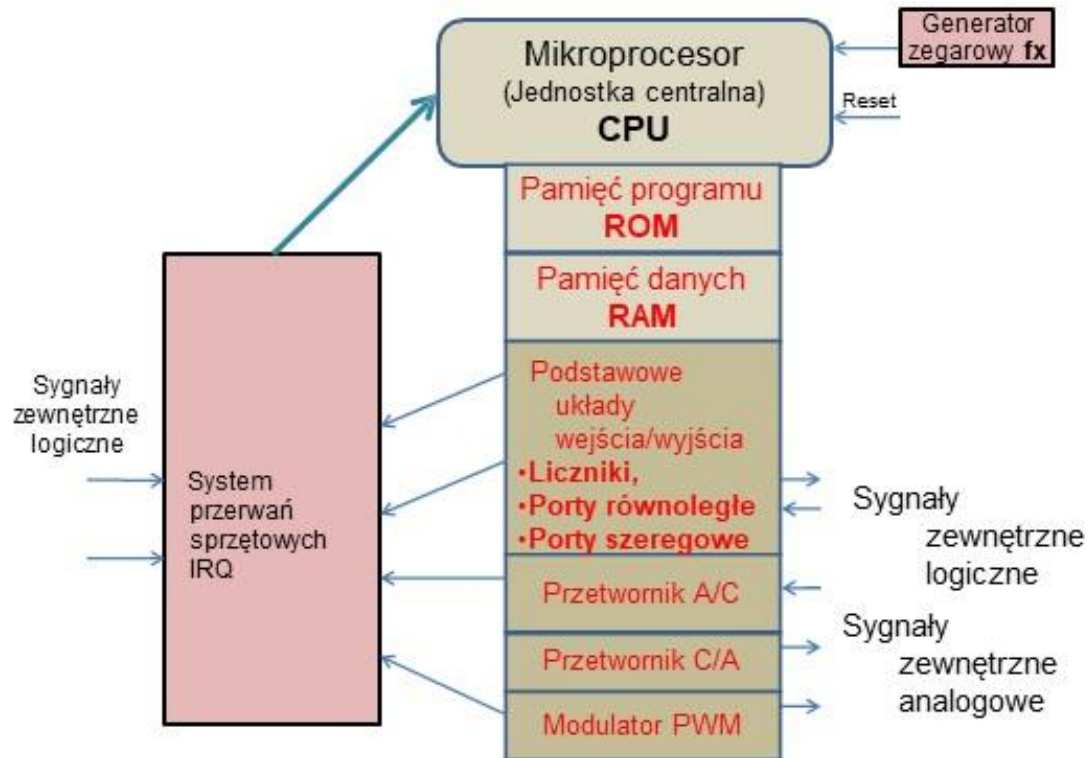 Generator
zegarowy fx
Mikroprocesor
(Jednostka centralna)
CPU
Reset
Pamięć programu
ROM
Pamięć danych
RAM
Podstawowe
układy
wejścia/wyjścia
•Liczniki,
•Porty równoległe
•Porty szeregowe
Przetwornik A/C
Przetwornik C/A
Modulator PWM
Sygnały
zewnętrzne
logiczne
System
przerwań
sprzętowych
IRQ
Sygnały
zewnętrzne
logiczne
Sygnały
zewnętrzne
analogowe